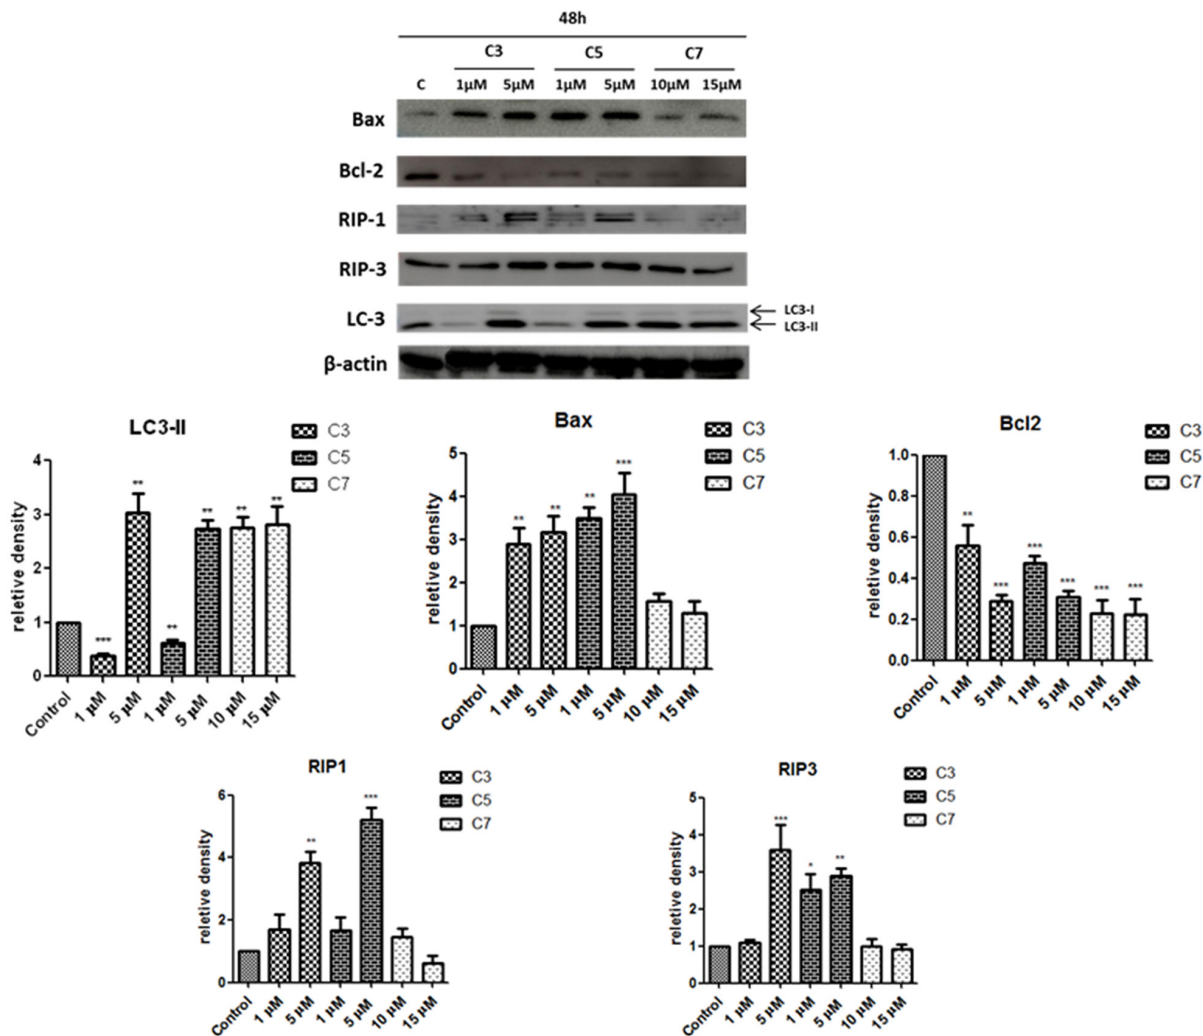 48h
C3 C5 C7
C 1µM 5µM 1µM 5µM 10µM 15µM
Bax
Bcl-2
RIP-1
RIP-3
LC-3
LC3-I
LC3-II
β-actin
LC3-II
C3
C5
C7
reletive density
4
3
2
1
0
**
**
**
**
***
**
Control 1 µM 5 µM 1 µM 5 µM 10 µM 15 µM
Bax
C3
C5
C7
reletive density
5
4
3
2
1
0
** ** ** ***
Control 1 µM 5 µM 1 µM 5 µM 10 µM 15 µM
Bcl2
C3
C5
C7
reletive density
1.0
0.8
0.6
0.4
0.2
0.0
** *** *** *** *** ***
Control 1 µM 5 µM 1 µM 5 µM 10 µM 15 µM
RIP1
C3
C5
C7
reletive density
6
4
2
0
** ***
Control 1 µM 5 µM 1 µM 5 µM 10 µM 15 µM
RIP3
C3
C5
C7
reletive density
5
4
3
2
1
0
*** * **
Control 1 µM 5 µM 1 µM 5 µM 10 µM 15 µM